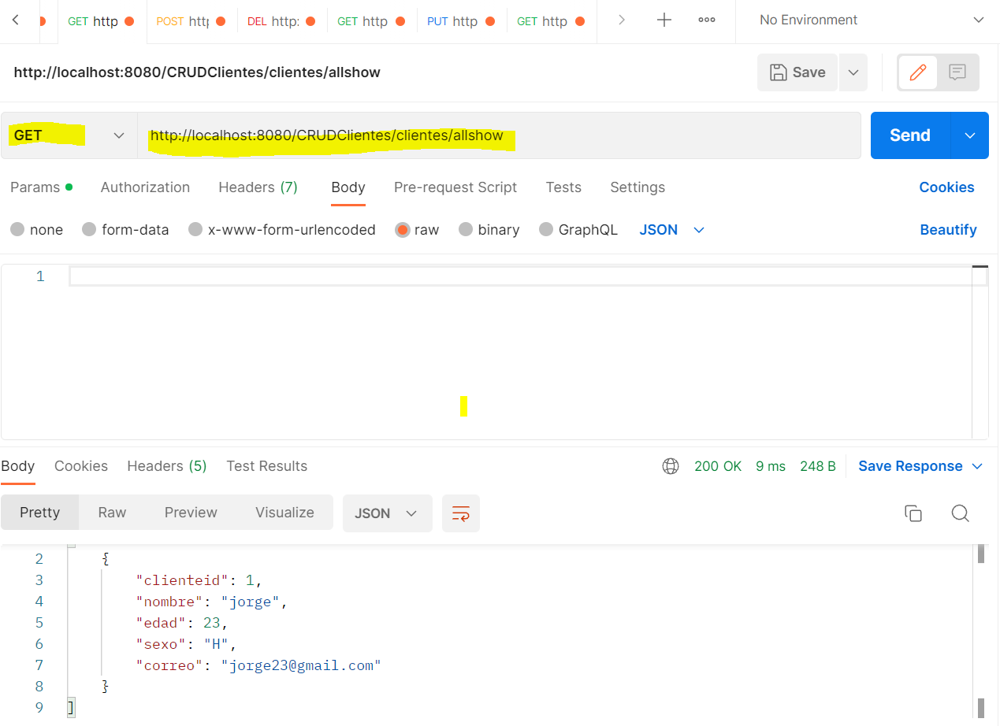 GET http POST http DEL http: GET http PUT http GET http No Environment
http://localhost:8080/CRUDClientes/clientes/allshow Save
GET http://localhost:8080/CRUDClientes/clientes/allshow Send
Params Authorization Headers (7) Body Pre-request Script Tests Settings Cookies
none form-data x-www-form-urlencoded raw binary GraphQL JSON Beautify
1
Body Cookies Headers (5) Test Results 200 OK 9 ms 248 B Save Response
Pretty Raw Preview Visualize JSON
2 {
3 "clienteid": 1,
4 "nombre": "jorge",
5 "edad": 23,
6 "sexo": "H",
7 "correo": "jorge23@gmail.com"
8 }
9 ]